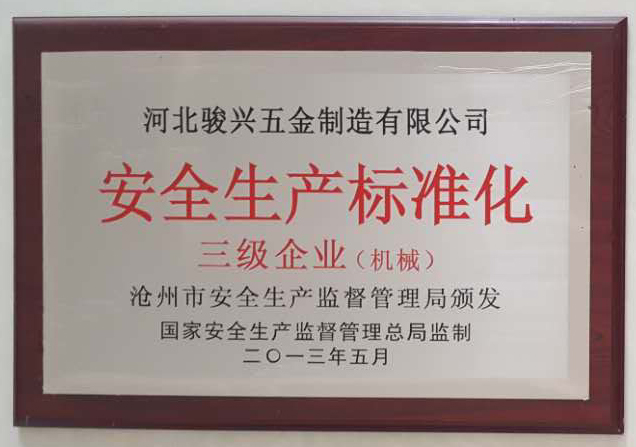 河北骏兴五金制造有限公司
安全生产标准化
三级企业（机械）
沧州市安全生产监督管理局颁发
国家安全生产监督管理总局监制
二〇一三年五月